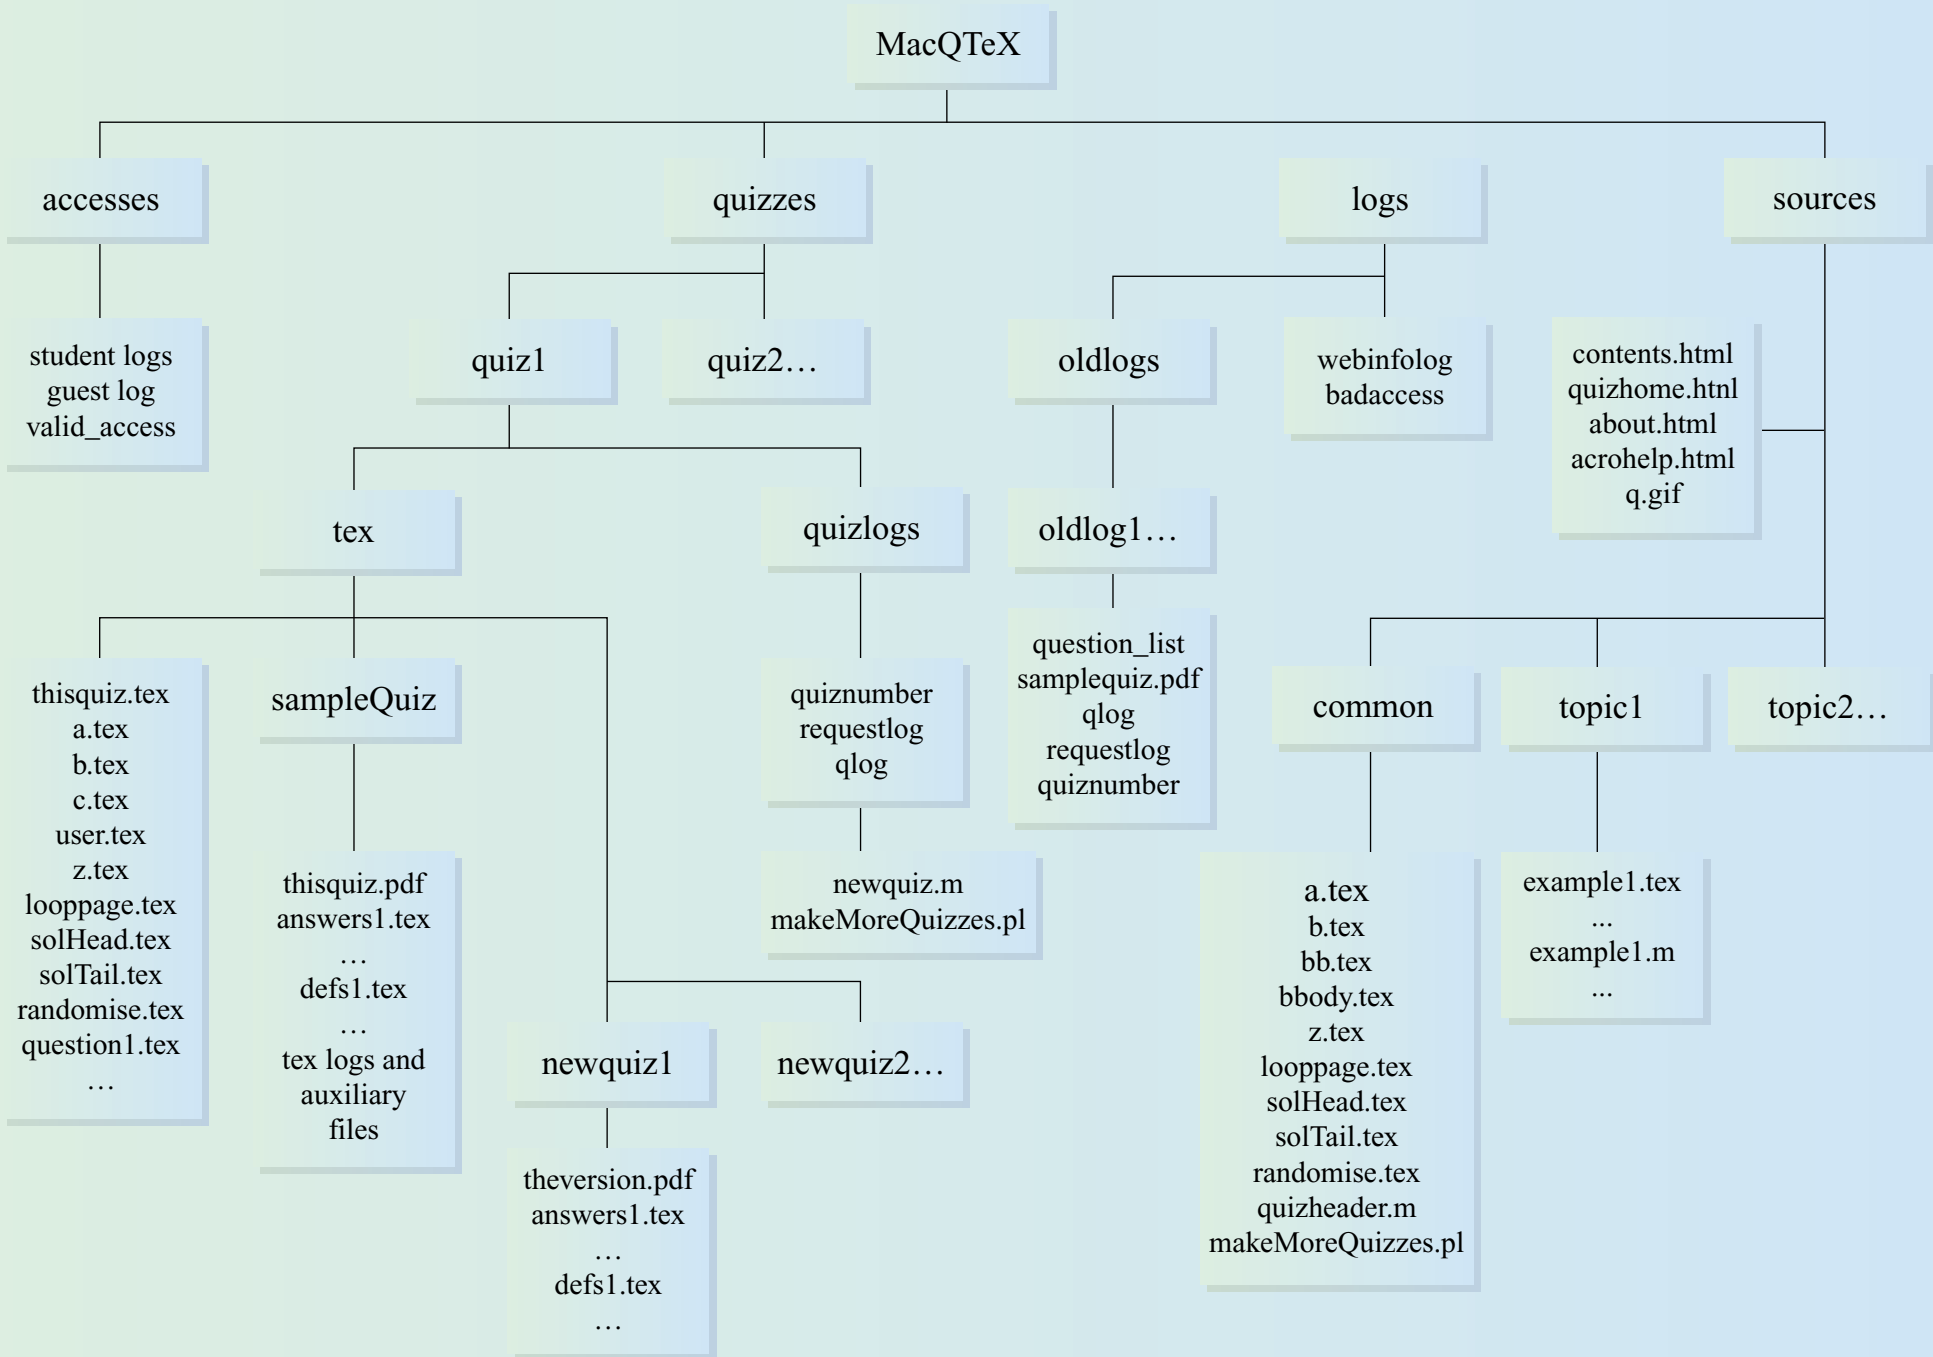 MacQTeX
accesses
quizzes
logs
sources
student logs
guest log
valid_access
quiz1
quiz2…
oldlogs
webinfolog
badaccess
contents.html
quizhome.htnl
about.html
acrohelp.html
q.gif
tex
quizlogs
oldlog1…
thisquiz.tex
a.tex
b.tex
c.tex
user.tex
z.tex
looppage.tex
solHead.tex
solTail.tex
randomise.tex
question1.tex
…
sampleQuiz
thisquiz.pdf
answers1.tex
…
defs1.tex
…
tex logs and
auxiliary
files
newquiz1
newquiz2…
theversion.pdf
answers1.tex
…
defs1.tex
…
quiznumber
requestlog
qlog
newquiz.m
makeMoreQuizzes.pl
question_list
samplequiz.pdf
qlog
requestlog
quiznumber
common
topic1
topic2…
a.tex
b.tex
bb.tex
bbody.tex
z.tex
looppage.tex
solHead.tex
solTail.tex
randomise.tex
quizheader.m
makeMoreQuizzes.pl
example1.tex
...
example1.m
...